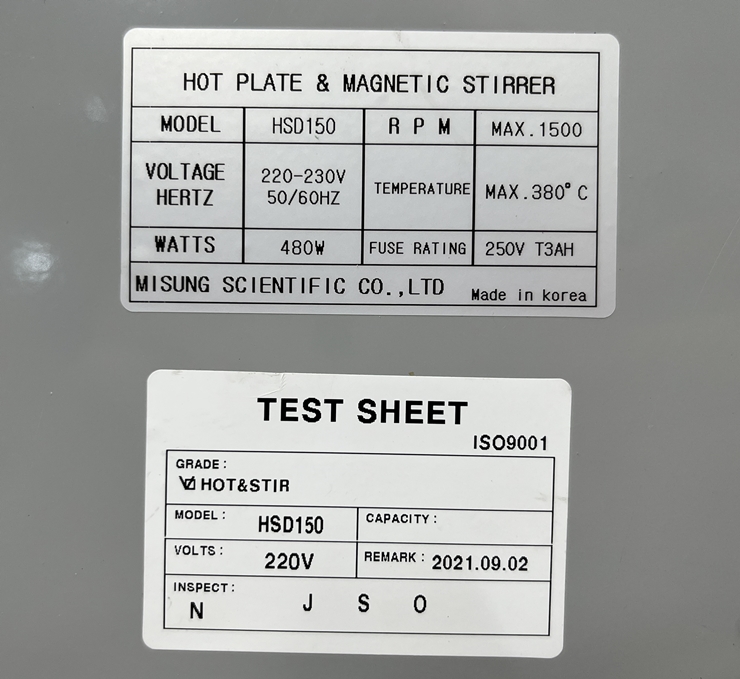 HOT PLATE & MAGNETIC STIRRER
MODEL HSD150 R P M MAX.1500
VOLTAGE HERTZ 220-230V 50/60HZ TEMPERATURE MAX.380°C
WATTS 480W FUSE RATING 250V T3AH
MISUNG SCIENTIFIC CO.,LTD Made in korea
TEST SHEET
ISO9001
GRADE:
☑ HOT&STIR
MODEL: HSD150 CAPACITY:
VOLTS: 220V REMARK: 2021.09.02
INSPECT:
N J S O